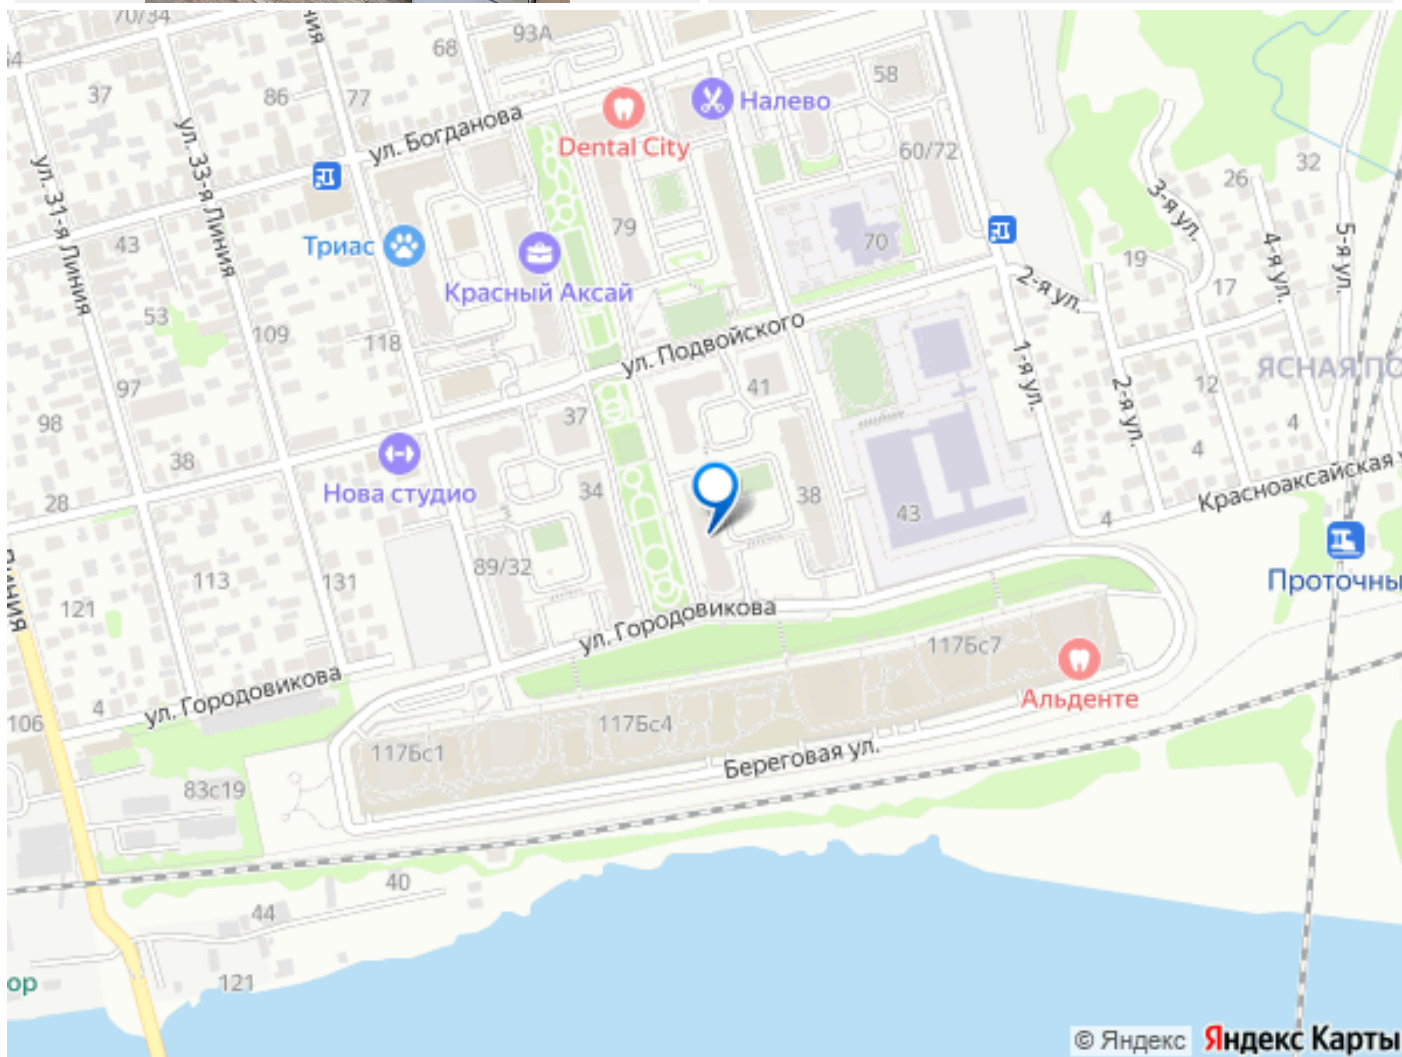 70/34
93А
68
58
37
86
77
ул. Богданова
Налево
Dental City
60/72
32
26
3-я ул.
ул. 33-я Линия
ул. 31-я Линия
43
Триас
79
70
4-я ул.
5-я ул.
19
17
2-я ул.
Красный Аксай
53
109
118
ул. Подвойского
1-я ул.
ЯСНАЯ ПО
97
41
12
2-я ул.
98
37
4
4
38
Нова студио
28
34
38
43
Красноаксайская
4
89/32
Проточны
113
131
121
ул. Городовикова
117Бс7
Альденте
ул. Городовикова
4
106
117Бс4
117Бс1
Береговая ул.
83с19
40
44
121
ор
© Яндекс Яндекс Карты